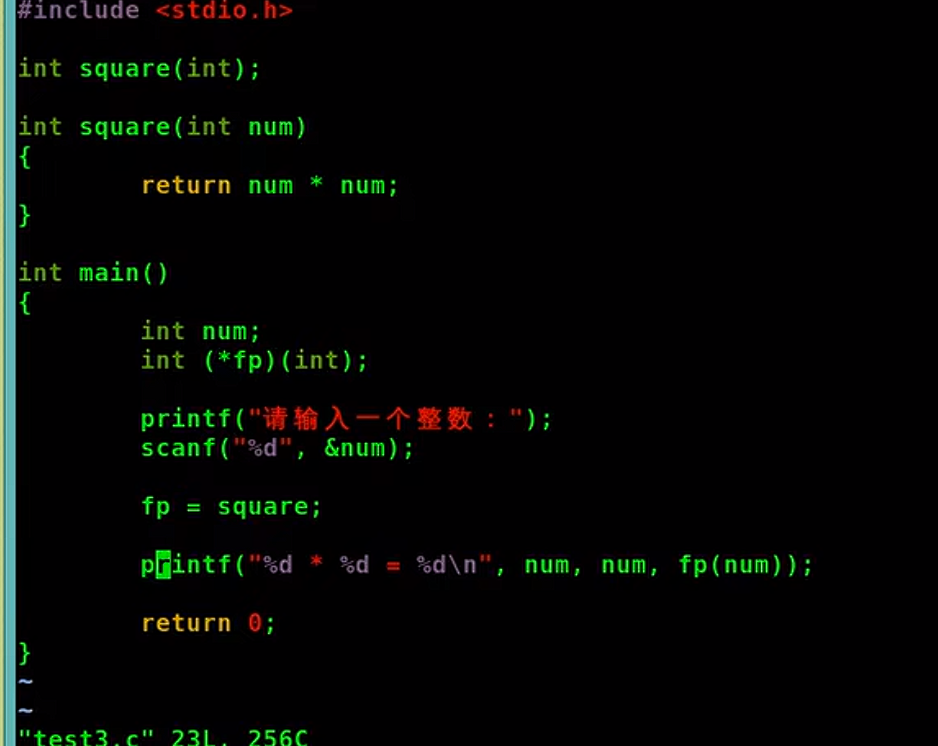 #include <stdio.h>
int square(int);
int square(int num)
{
return num * num;
}
int main()
{
int num;
int (*fp)(int);
printf("请输入一个整数：");
scanf("%d", &num);
fp = square;
printf("%d * %d = %d\n", num, num, fp(num));
return 0;
}
~
~
"test3.c" 23L, 256C